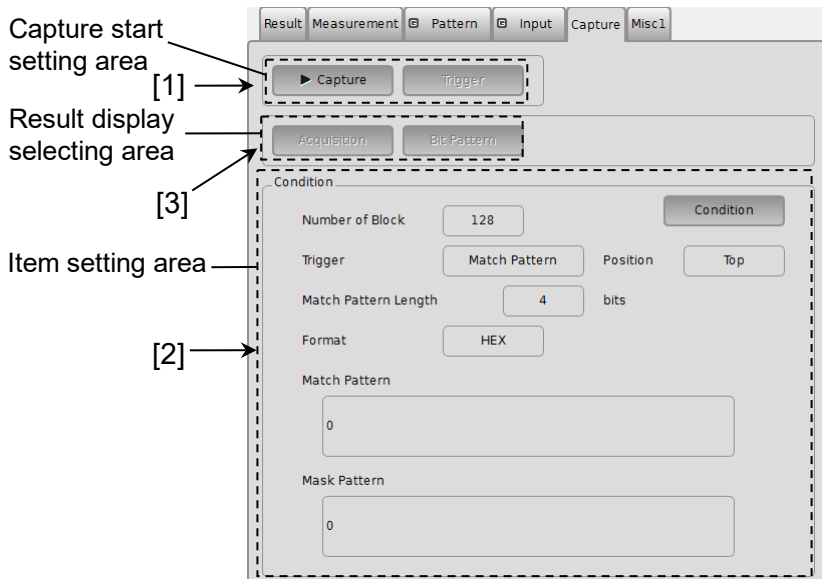 Result Measurement G Pattern G Input Capture Misc1
Capture start
setting area
[1]
Capture Trigger
Result display
selecting area
[3]
Acquisition Bit Pattern
Condition
Number of Block 128 Condition
Item setting area
Trigger Match Pattern Position Top
Match Pattern Length 4 bits
[2]
Format HEX
Match Pattern
0
Mask Pattern
0